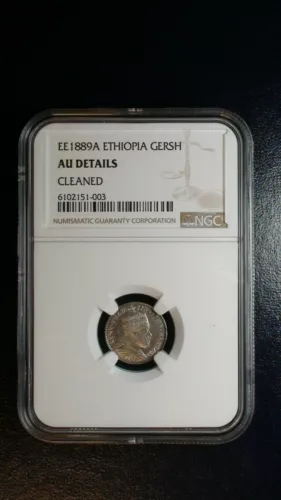 EE1889A ETHIOPIA GERSH
AU DETAILS
CLEANED
6102151-003
NUMISMATIC GUARANTY CORPORATION
NGC